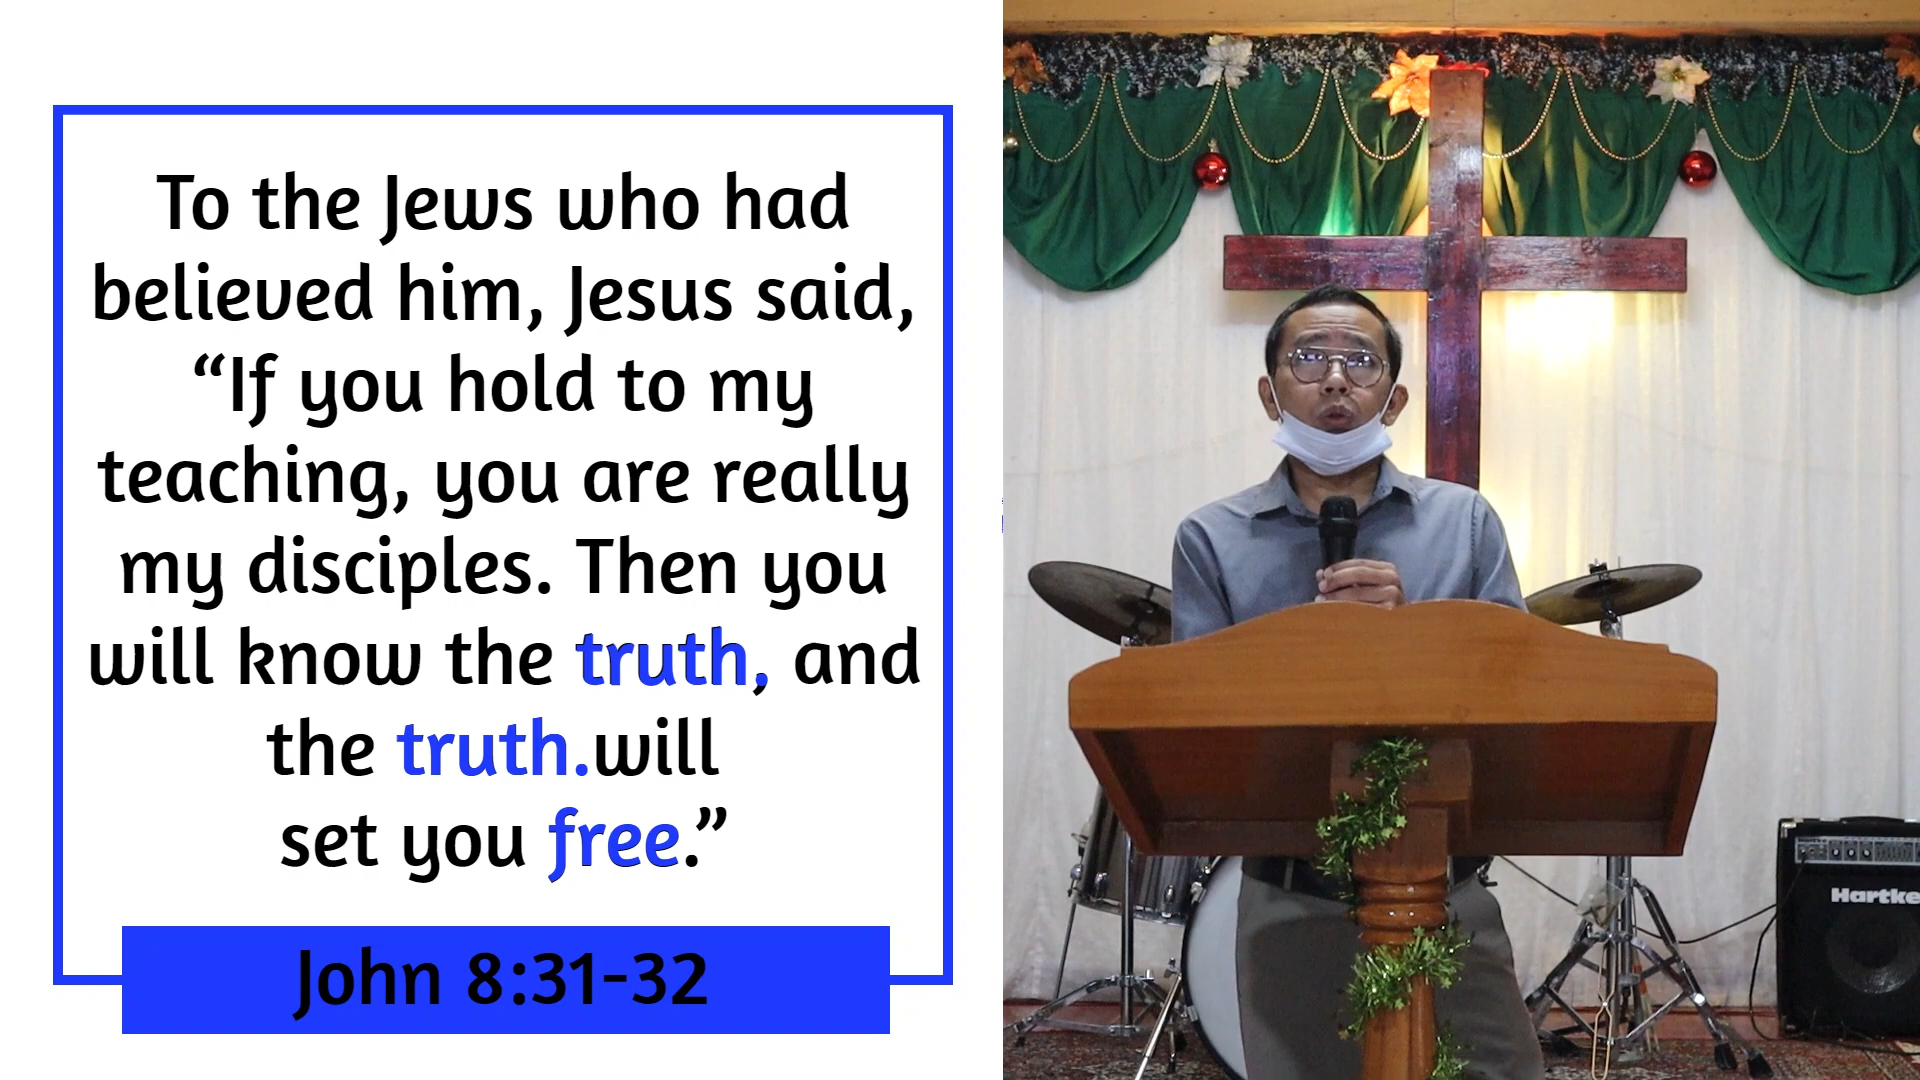 To the Jews who had
believed him, Jesus said,
“If you hold to my
teaching, you are really
my disciples. Then you
will know the truth, and
the truth.will
set you free.”
John 8:31-32
Hartke